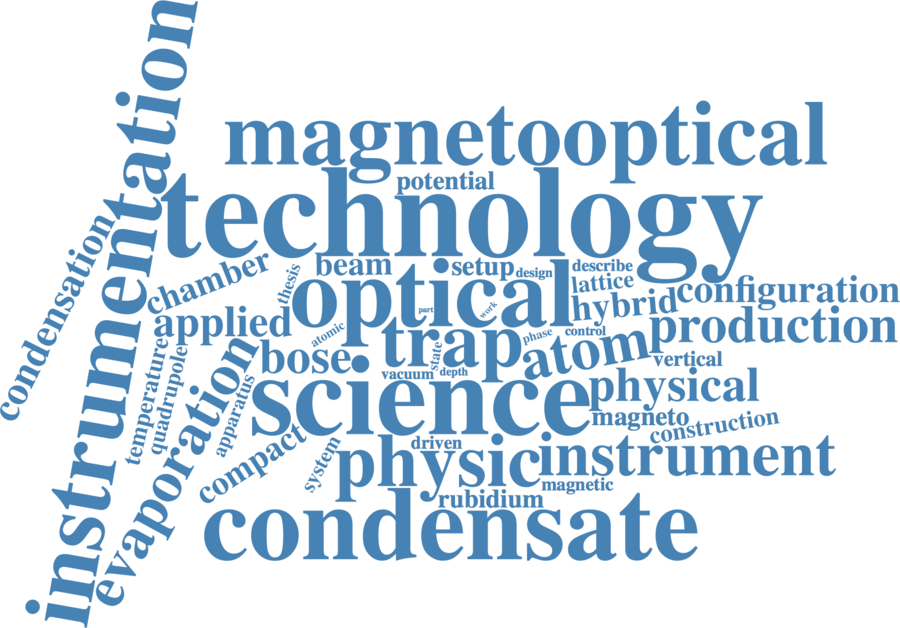 instrumentation
magnetooptical
potential
technology
condensation
chamber
thesis
beam
setup
design
describe
optical
lattice
hybrid
configuration
applied
atomic
part
work
phase
control
production
temperature
quadrupole
evaporation
bose
trap
state
atom
vertical
vacuum
depth
apparatus
science
physical
magneto
construction
compact
system
driven
physic
instrument
magnetic
rubidium
condensate